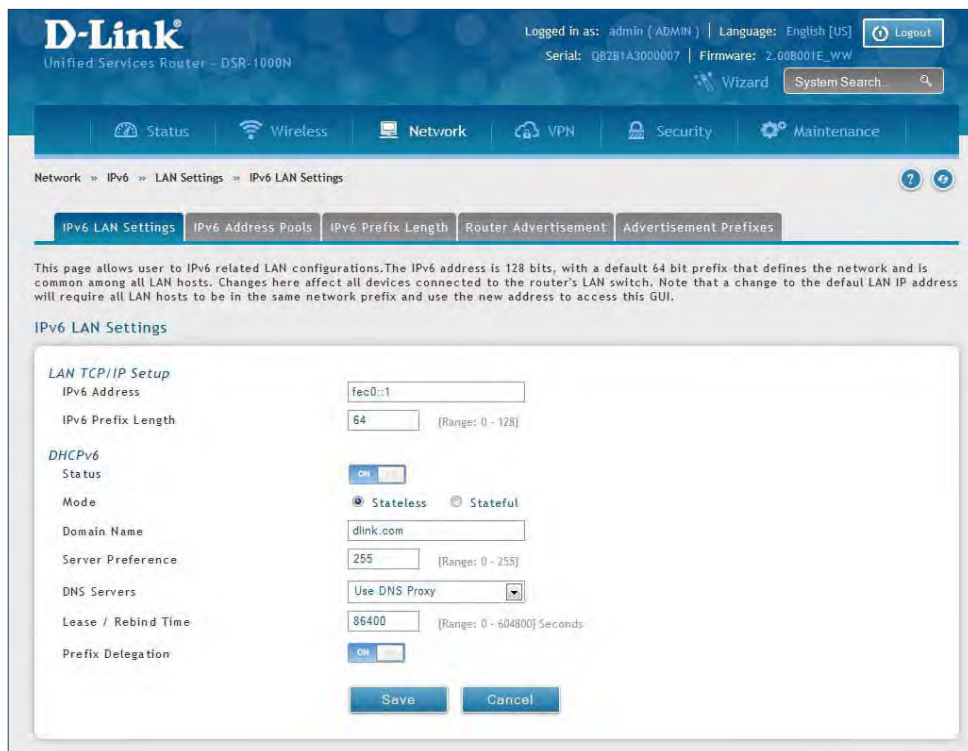 D-Link
Logged in as: admin ( ADMIN ) | Language: English [US]
Logout
Unified Services Router - DSR-1000N
Serial: QB2B1A3000007 | Firmware: 2.00B001E_WW
Wizard
System Search...
Status
Wireless
Network
VPN
Security
Maintenance
Network » IPv6 » LAN Settings » IPv6 LAN Settings
?
IPv6 LAN Settings
IPv6 Address Pools
IPv6 Prefix Length
Router Advertisement
Advertisement Prefixes
This page allows user to IPv6 related LAN configurations.The IPv6 address is 128 bits, with a default 64 bit prefix that defines the network and is
common among all LAN hosts. Changes here affect all devices connected to the router's LAN switch. Note that a change to the defaul LAN IP address
will require all LAN hosts to be in the same network prefix and use the new address to access this GUI.
IPv6 LAN Settings
LAN TCP/IP Setup
IPv6 Address fec0::1
IPv6 Prefix Length 64 [Range: 0 - 128]
DHCPv6
Status ON
Mode Stateless Stateful
Domain Name dlink.com
Server Preference 255 [Range: 0 - 255]
DNS Servers Use DNS Proxy
Lease / Rebind Time 86400 [Range: 0 - 604800] Seconds
Prefix Delegation ON
Save
Cancel